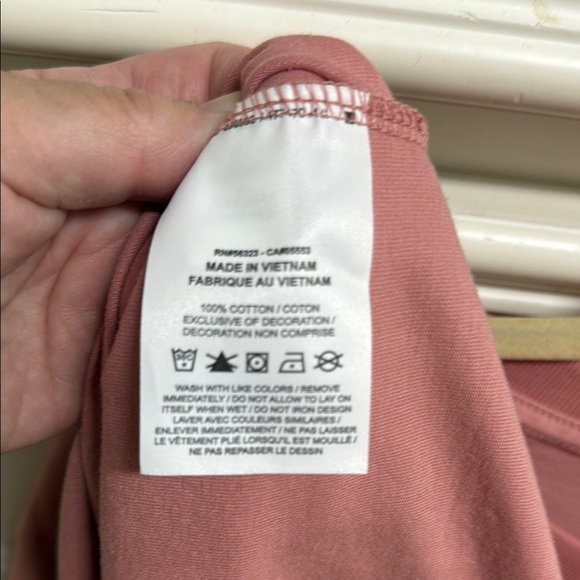 RN#56323 - CA#05553
MADE IN VIETNAM
FABRIQUE AU VIETNAM
100% COTTON / COTON
EXCLUSIVE OF DECORATION /
DECORATION NON COMPRISE
WASH WITH LIKE COLORS / REMOVE
IMMEDIATELY / DO NOT ALLOW TO LAY ON
ITSELF WHEN WET / DO NOT IRON DESIGN
LAVER AVEC COULEURS SIMILAIRES /
ENLEVER IMMEDIATEMENT / NE PAS LAISSER
LE VÊTEMENT PLIÉ LORSQU'IL EST MOUILLÉ /
NE PAS REPASSER LE DESSIN